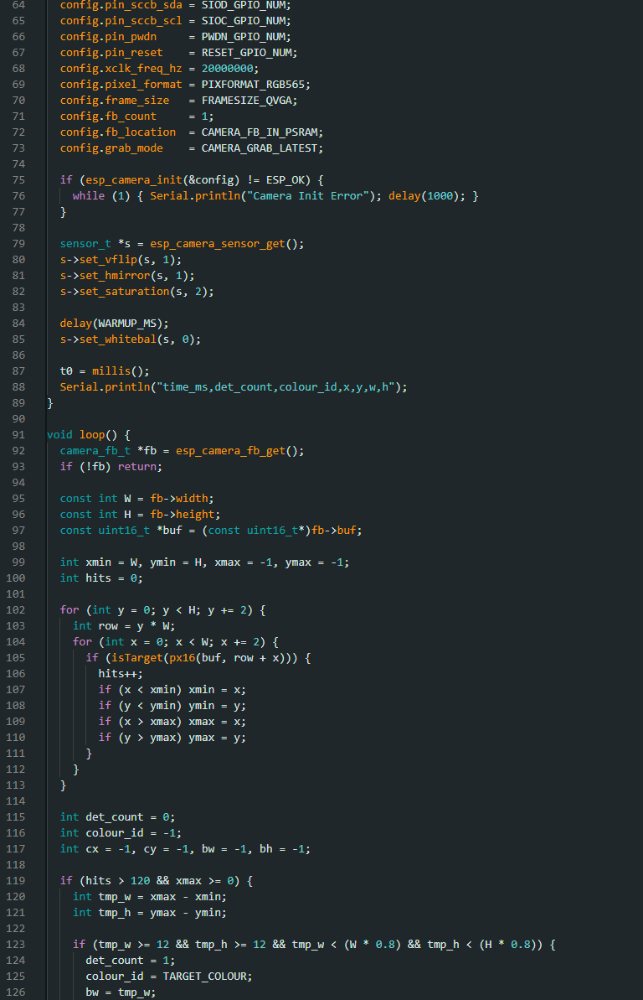 64 config.pin_sccb_sda = SIOD_GPIO_NUM;
65 config.pin_sccb_scl = SIOC_GPIO_NUM;
66 config.pin_pwdn     = PWDN_GPIO_NUM;
67 config.pin_reset    = RESET_GPIO_NUM;
68 config.xclk_freq_hz = 20000000;
69 config.pixel_format = PIXFORMAT_RGB565;
70 config.frame_size   = FRAMESIZE_QVGA;
71 config.fb_count     = 1;
72 config.fb_location  = CAMERA_FB_IN_PSRAM;
73 config.grab_mode    = CAMERA_GRAB_LATEST;
74
75 if (esp_camera_init(&config) != ESP_OK) {
76   while (1) { Serial.println("Camera Init Error"); delay(1000); }
77 }
78
79 sensor_t *s = esp_camera_sensor_get();
80 s->set_vflip(s, 1);
81 s->set_hmirror(s, 1);
82 s->set_saturation(s, 2);
83
84 delay(WARMUP_MS);
85 s->set_whitebal(s, 0);
86
87 t0 = millis();
88 Serial.println("time_ms,det_count,colour_id,x,y,w,h");
89 }
90
91 void loop() {
92   camera_fb_t *fb = esp_camera_fb_get();
93   if (!fb) return;
94
95   const int W = fb->width;
96   const int H = fb->height;
97   const uint16_t *buf = (const uint16_t*)fb->buf;
98
99   int xmin = W, ymin = H, xmax = -1, ymax = -1;
100   int hits = 0;
101
102   for (int y = 0; y < H; y += 2) {
103     int row = y * W;
104     for (int x = 0; x < W; x += 2) {
105       if (isTarget(px16(buf, row + x))) {
106         hits++;
107         if (x < xmin) xmin = x;
108         if (y < ymin) ymin = y;
109         if (x > xmax) xmax = x;
110         if (y > ymax) ymax = y;
111       }
112     }
113   }
114
115   int det_count = 0;
116   int colour_id = -1;
117   int cx = -1, cy = -1, bw = -1, bh = -1;
118
119   if (hits > 120 && xmax >= 0) {
120     int tmp_w = xmax - xmin;
121     int tmp_h = ymax - ymin;
122
123     if (tmp_w >= 12 && tmp_h >= 12 && tmp_w < (W * 0.8) && tmp_h < (H * 0.8)) {
124       det_count = 1;
125       colour_id = TARGET_COLOUR;
126       bw = tmp_w;